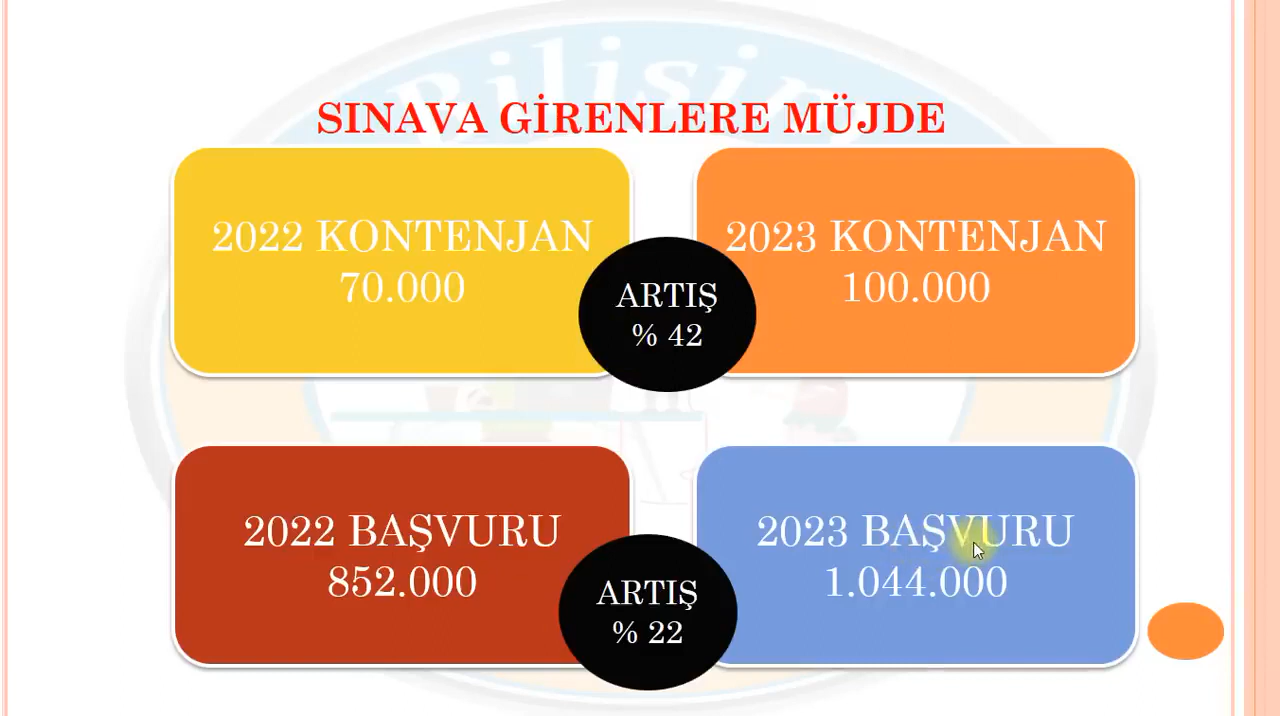 Bilişim
SINAVA GİRENLERE MÜJDE
2022 KONTENJAN
70.000
2023 KONTENJAN
100.000
ARTIŞ
% 42
2022 BAŞVURU
852.000
2023 BAŞVURU
1.044.000
ARTIŞ
% 22